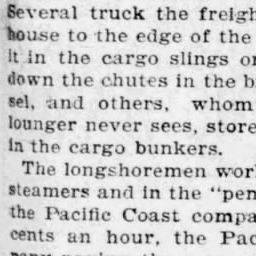 Several truck the freigh
house to the edge of the
it in the cargo slings or
down the chutes in the b
sel, and others, whom
lounger never sees, store
in the cargo bunkers.
The longshoremen wor
steamers and in the "pen
the Pacific Coast compa
cents an hour, the Pac